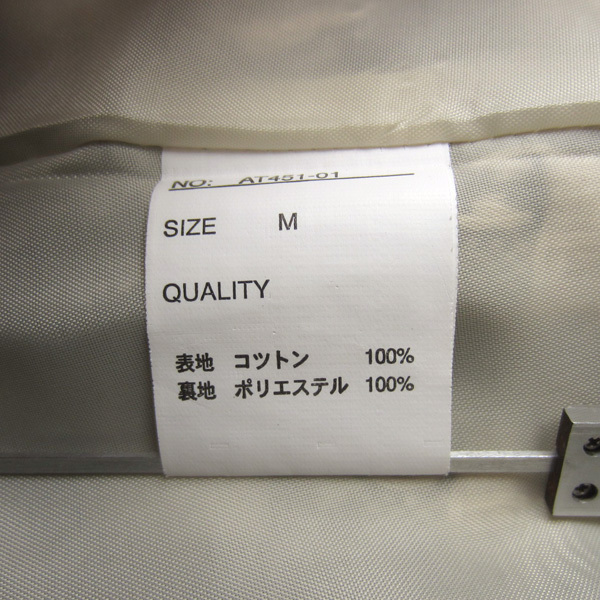 NO: AT451-01
SIZE M
QUALITY
表地 コットン 100%
裏地 ポリエステル 100%